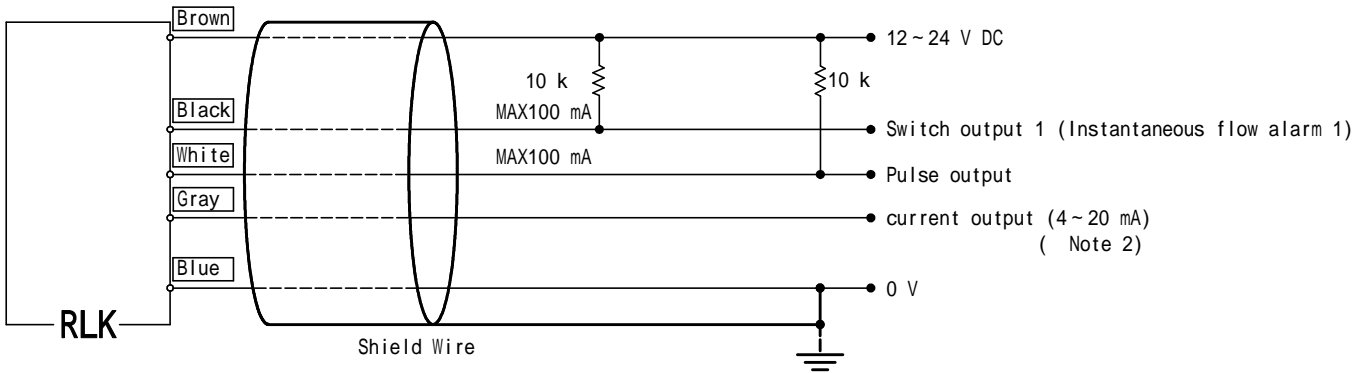 Brown
12~24 V DC
10 k
10 k
Black
MAX100 mA
Switch output 1 (Instantaneous flow alarm 1)
White
MAX100 mA
Pulse output
Gray
current output (4~20 mA)
( Note 2)
Blue
0 V
RLK
Shield Wire